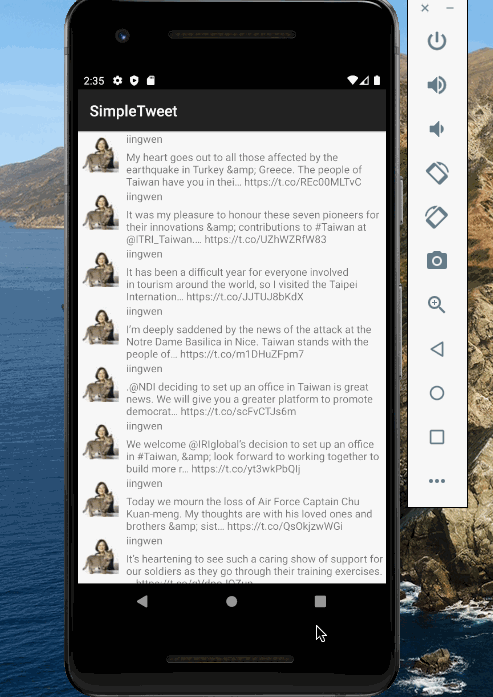 2:35
SimpleTweet
iingwen
My heart goes out to all those affected by the
earthquake in Turkey &amp; Greece. The people of
Taiwan have you in thei… https://t.co/REc00MLTvC
iingwen
It was my pleasure to honour these seven pioneers for
their innovations &amp; contributions to #Taiwan at
@ITRI_Taiwan.… https://t.co/UZhWZRfW83
iingwen
It has been a difficult year for everyone involved
in tourism around the world, so I visited the Taipei
Internation… https://t.co/JJTUJ8bKdX
iingwen
I'm deeply saddened by the news of the attack at the
Notre Dame Basilica in Nice. Taiwan stands with the
people of… https://t.co/m1DHuZFpm7
iingwen
.@NDI deciding to set up an office in Taiwan is great
news. We will give you a greater platform to promote
democrat… https://t.co/scFvCTJs6m
iingwen
We welcome @IRIglobal's decision to set up an office
in #Taiwan, &amp; look forward to working together to
build more r… https://t.co/yt3wkPbQIj
iingwen
Today we mourn the loss of Air Force Captain Chu
Kuan-meng. My thoughts are with his loved ones and
brothers &amp; sist… https://t.co/QsOkjzwWGi
iingwen
It's heartening to see such a caring show of support for
our soldiers as they go through their training exercises.